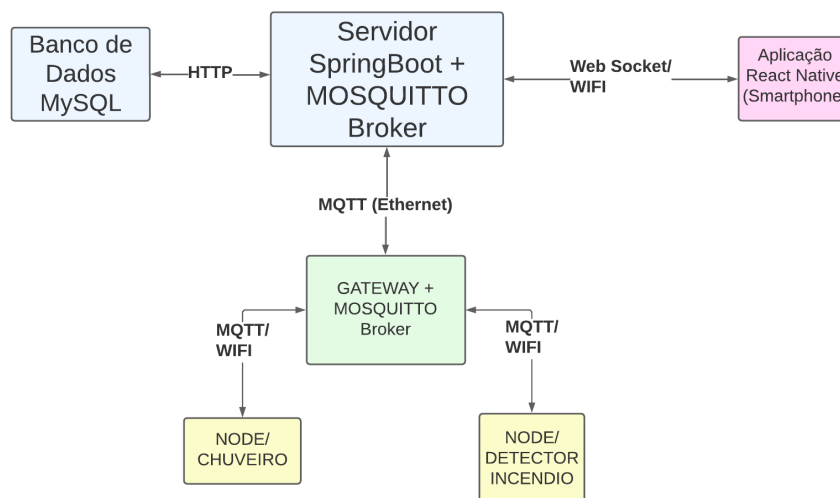 Banco de
Dados
MySQL
HTTP
Servidor
SpringBoot +
MOSQUITTO
Broker
Web Socket/
WIFI
Aplicação
React Native
(Smartphone
MQTT (Ethernet)
GATEWAY +
MOSQUITTO
Broker
MQTT/
WIFI
MQTT/
WIFI
NODE/
CHUVEIRO
NODE/
DETECTOR
INCENDIO